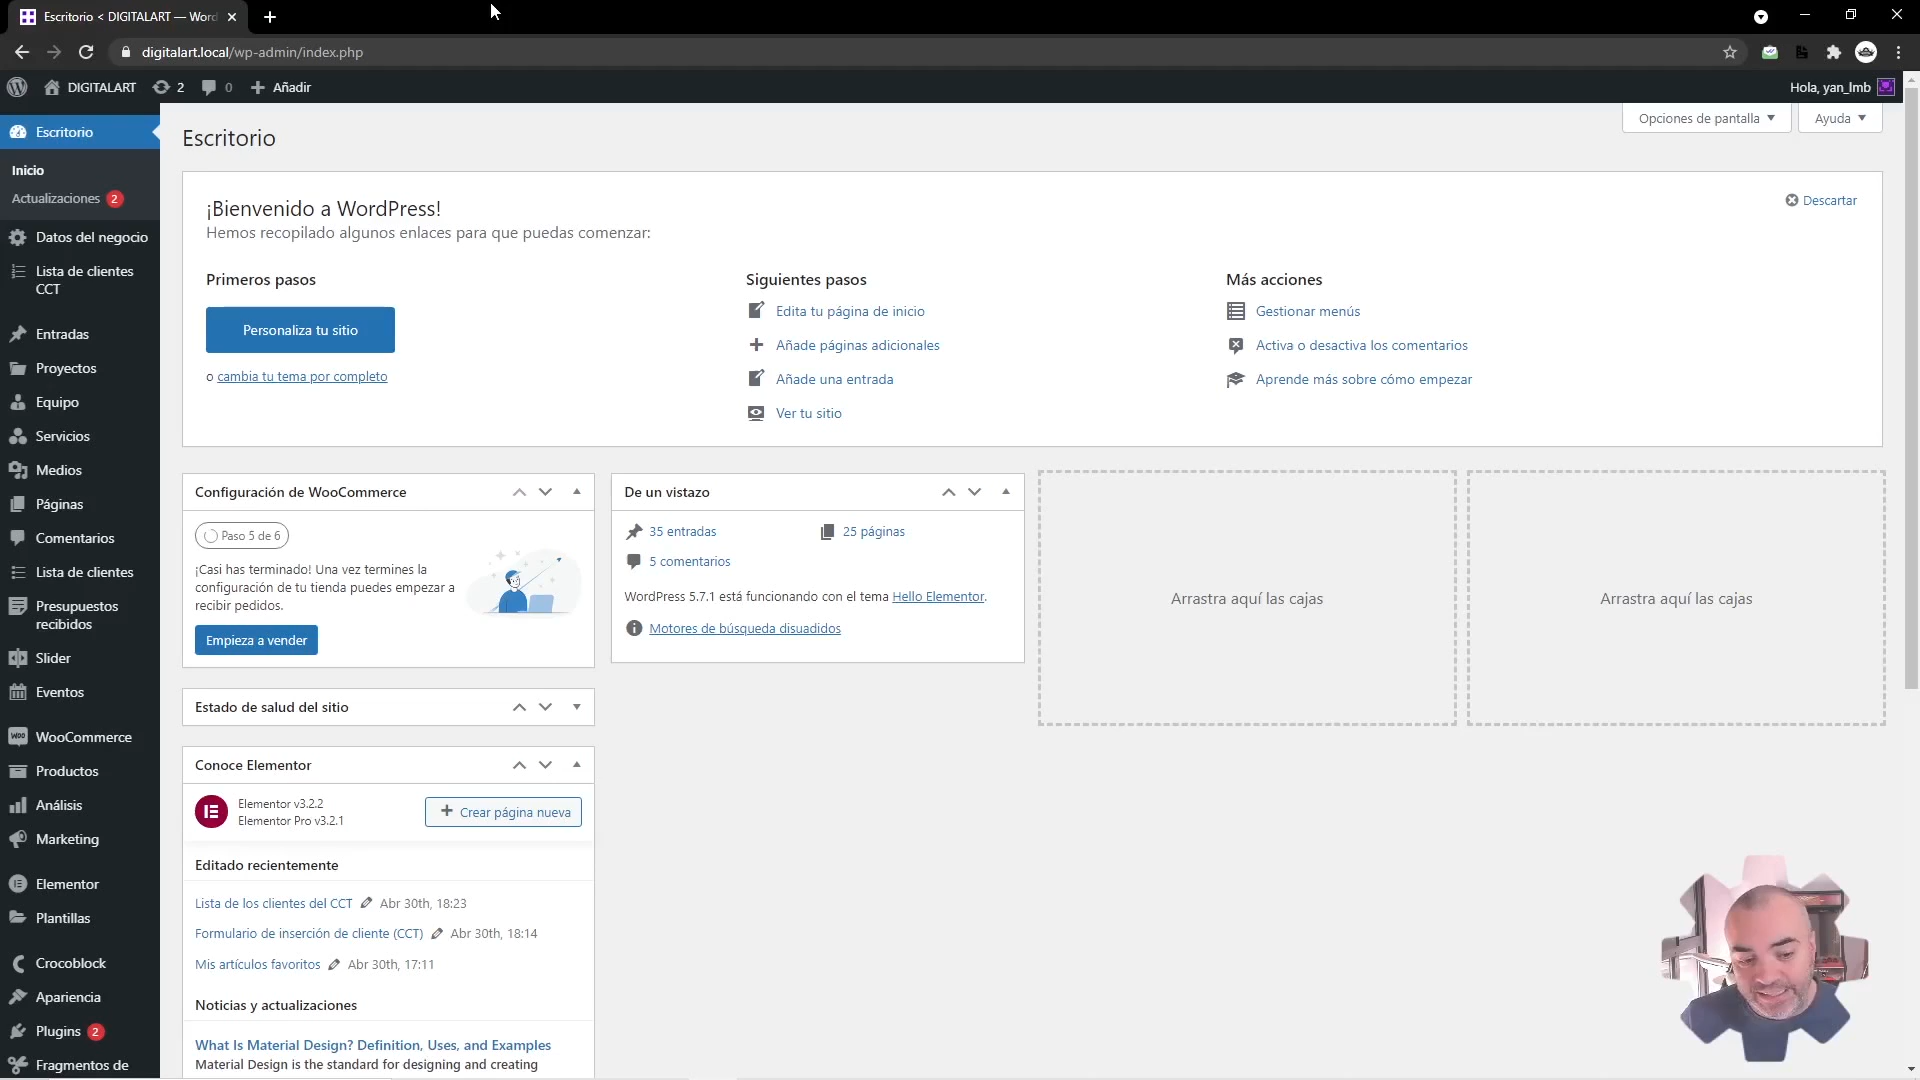 Escritorio < DIGITALART — Word
digitalart.local/wp-admin/index.php
DIGITALART 2 0 Añadir
Hola, yan_lmb
Opciones de pantalla
Ayuda
Escritorio
Inicio
Actualizaciones 2
Datos del negocio
Lista de clientes
CCT
Entradas
Proyectos
Equipo
Servicios
Medios
Páginas
Comentarios
Lista de clientes
Presupuestos
recibidos
Slider
Eventos
WooCommerce
Productos
Análisis
Marketing
Elementor
Plantillas
Crocoblock
Apariencia
Plugins 2
Fragmentos de
Escritorio
¡Bienvenido a WordPress!
Hemos recopilado algunos enlaces para que puedas comenzar:
Descartar
Primeros pasos
Personaliza tu sitio
o cambia tu tema por completo
Siguientes pasos
Edita tu página de inicio
Añade páginas adicionales
Añade una entrada
Ver tu sitio
Más acciones
Gestionar menús
Activa o desactiva los comentarios
Aprende más sobre cómo empezar
Configuración de WooCommerce
Paso 5 de 6
¡Casi has terminado! Una vez termines la
configuración de tu tienda puedes empezar a
recibir pedidos.
Empieza a vender
Estado de salud del sitio
Conoce Elementor
Elementor v3.2.2
Elementor Pro v3.2.1
Crear página nueva
Editado recientemente
Lista de los clientes del CCT Abr 30th, 18:23
Formulario de inserción de cliente (CCT) Abr 30th, 18:14
Mis artículos favoritos Abr 30th, 17:11
Noticias y actualizaciones
What Is Material Design? Definition, Uses, and Examples
Material Design is the standard for designing and creating
De un vistazo
35 entradas
25 páginas
5 comentarios
WordPress 5.7.1 está funcionando con el tema Hello Elementor.
Motores de búsqueda disuadidos
Arrastra aquí las cajas
Arrastra aquí las cajas